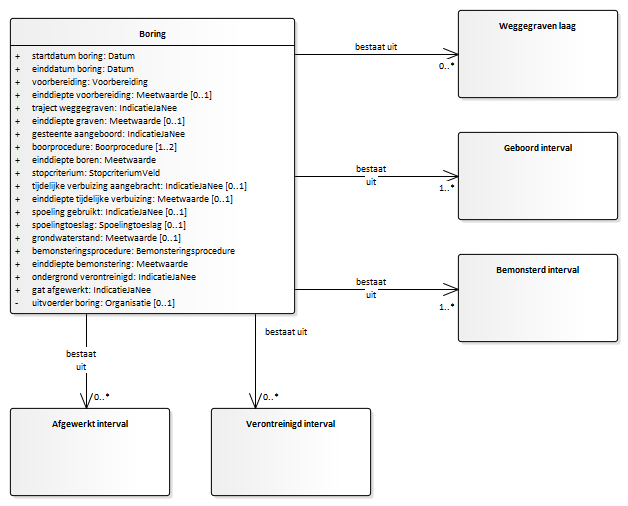 Boring
+ startdatum boring: Datum
+ einddatum boring: Datum
+ voorbereiding: Voorbereiding
+ einddiepte voorbereiding: Meetwaarde [0..1]
+ traject weggegraven: IndicatieJaNee
+ einddiepte graven: Meetwaarde [0..1]
+ gesteente aangeboord: IndicatieJaNee
+ boorprocedure: Boorprocedure [1..2]
+ einddiepte boren: Meetwaarde
+ stopcriterium: StopcriteriumVeld
+ tijdelijke verbuizing aangebracht: IndicatieJaNee [0..1]
+ einddiepte tijdelijke verbuizing: Meetwaarde [0..1]
+ spoeling gebruikt: IndicatieJaNee [0..1]
+ spoelingtoeslag: Spoelingtoeslag [0..1]
+ grondwaterstand: Meetwaarde [0..1]
+ bemonsteringsprocedure: Bemonsteringsprocedure
+ einddiepte bemonstering: Meetwaarde
+ ondergrond verontreinigd: IndicatieJaNee
+ gat afgewerkt: IndicatieJaNee
- uitvoerder boring: Organisatie [0..1]
bestaat uit
0..*
Weggegraven laag
bestaat
uit
1..*
Geboord interval
bestaat
uit
1..*
Bemonsterd interval
bestaat
uit
0..*
Afgewerkt interval
bestaat uit
0..*
Verontreinigd interval